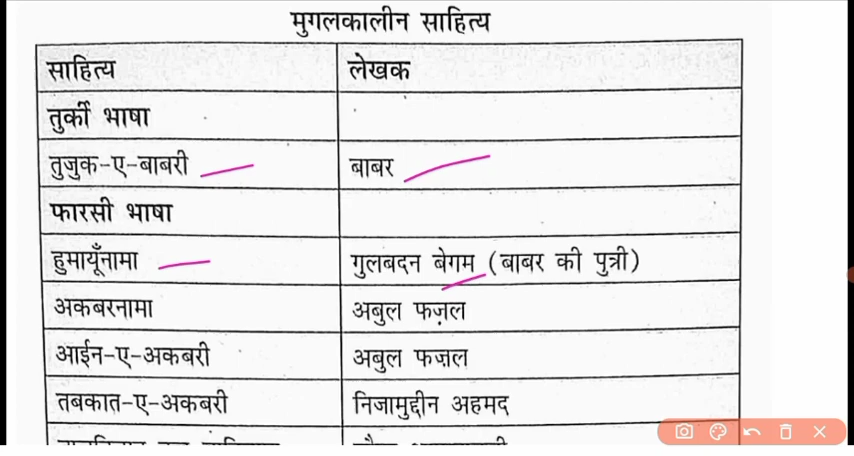 मुगलकालीन साहित्य
साहित्य लेखक
तुर्की भाषा
तुजुक-ए-बाबरी बाबर
फारसी भाषा
हुमायूँनामा गुलबदन बेगम (बाबर की पुत्री)
अकबरनामा अबुल फज़ल
आईन-ए-अकबरी अबुल फज़ल
तबकात-ए-अकबरी निजामुद्दीन अहमद